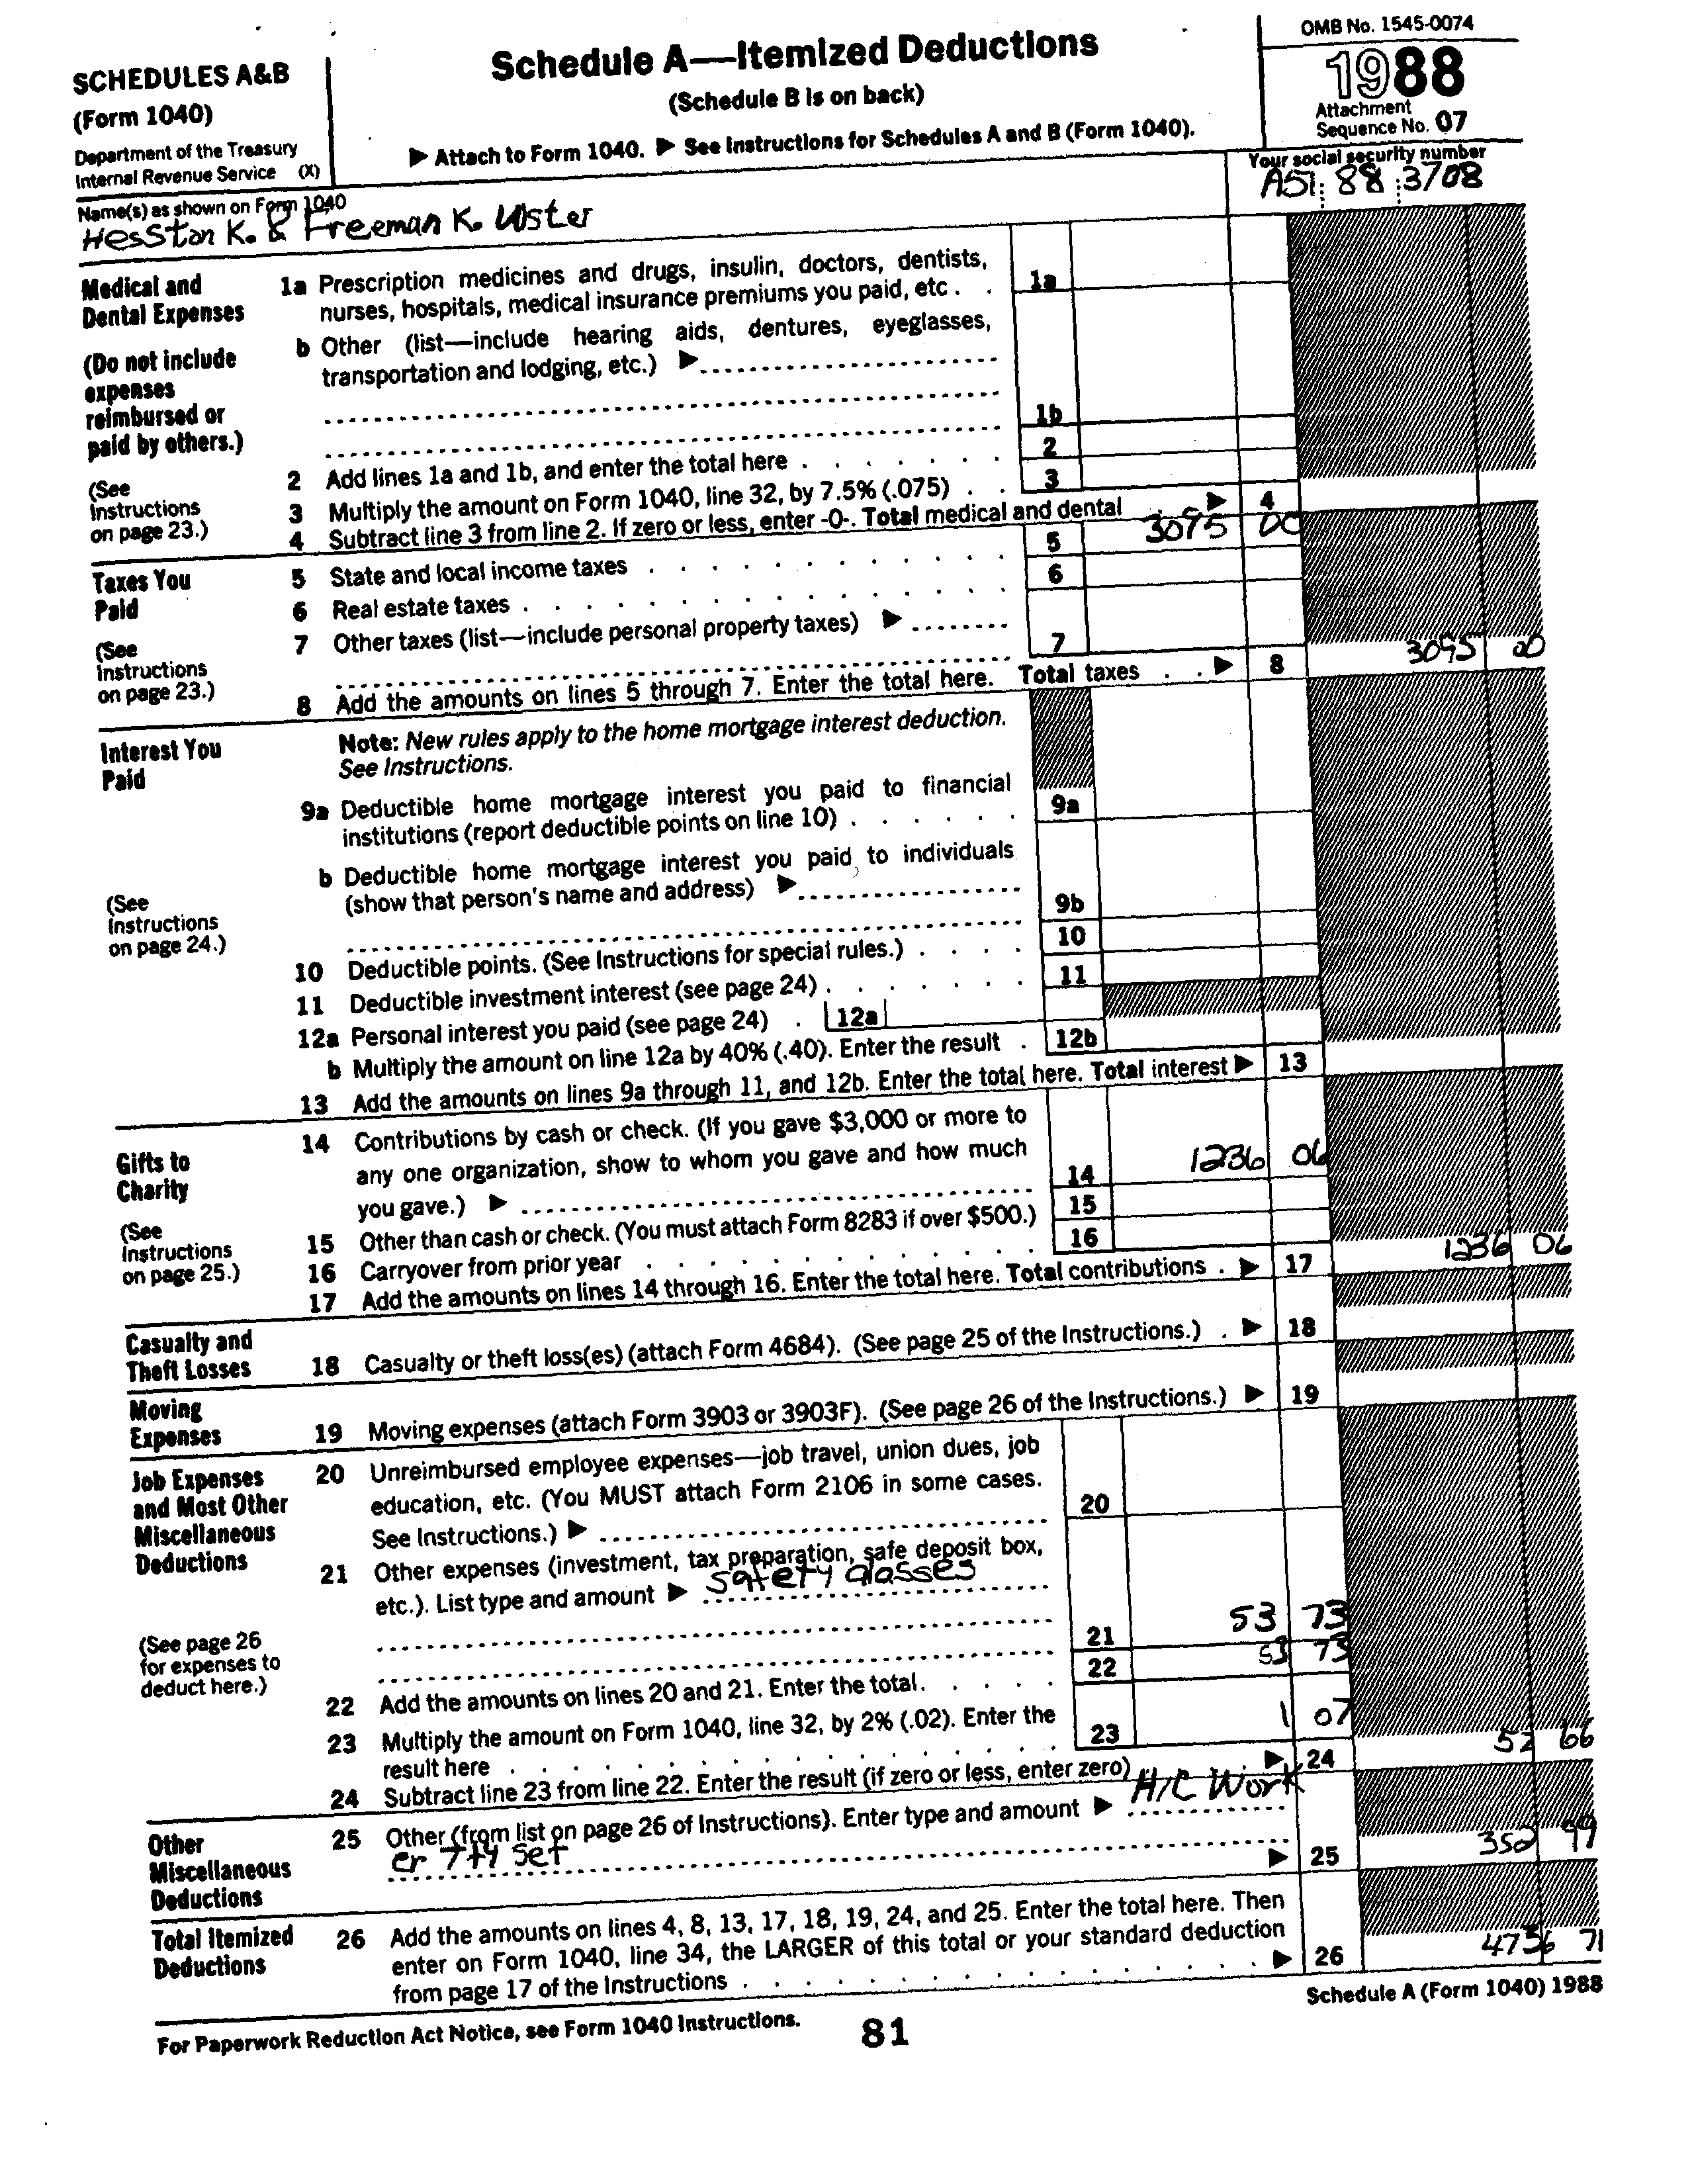 SCHEDULES A&B
(Form 1040)
Department of the Treasury
Internal Revenue Service (X)
Schedule A—Itemized Deductions
(Schedule B is on back)
▶ Attach to Form 1040. ▶ See Instructions for Schedules A and B (Form 1040).
OMB No. 1545-0074
1988
Attachment
Sequence No. 07
Name(s) as shown on Form 1040
Hesston K. & Freeman K. Ulster
Your social security number
A51 88 3708
Medical and
Dental Expenses
(Do not include
expenses
reimbursed or
paid by others.)
(See
Instructions
on page 23.)
1a Prescription medicines and drugs, insulin, doctors, dentists,
nurses, hospitals, medical insurance premiums you paid, etc . . 1a
b Other (list—include hearing aids, dentures, eyeglasses,
transportation and lodging, etc.) ▶
1b
2 Add lines 1a and 1b, and enter the total here . . . . . . . 2
3 Multiply the amount on Form 1040, line 32, by 7.5% (.075) . . 3
4 Subtract line 3 from line 2. If zero or less, enter -0-. Total medical and dental . ▶ 4
Taxes You
Paid
(See
Instructions
on page 23.)
5 State and local income taxes . . . . . . . . . . . 5 3095 00
6 Real estate taxes . . . . . . . . . . . . . . . 6
7 Other taxes (list—include personal property taxes) ▶
7
8 Add the amounts on lines 5 through 7. Enter the total here. Total taxes . . ▶ 8 3095 00
Interest You
Paid
(See
Instructions
on page 24.)
Note: New rules apply to the home mortgage interest deduction.
See Instructions.
9a Deductible home mortgage interest you paid to financial
institutions (report deductible points on line 10) . . . . . . 9a
b Deductible home mortgage interest you paid to individuals
(show that person's name and address) ▶
9b
10 Deductible points. (See Instructions for special rules.) . . . . 10
11 Deductible investment interest (see page 24) . . . . . . . 11
12a Personal interest you paid (see page 24) . 12a
b Multiply the amount on line 12a by 40% (.40). Enter the result . 12b
13 Add the amounts on lines 9a through 11, and 12b. Enter the total here. Total interest ▶ 13
Gifts to
Charity
(See
Instructions
on page 25.)
14 Contributions by cash or check. (If you gave $3,000 or more to
any one organization, show to whom you gave and how much
you gave.) ▶ 14 1236 06
15 Other than cash or check. (You must attach Form 8283 if over $500.) 15
16 Carryover from prior year . . . . . . . . . . . . 16
17 Add the amounts on lines 14 through 16. Enter the total here. Total contributions . ▶ 17 1236 06
Casualty and
Theft Losses
18 Casualty or theft loss(es) (attach Form 4684). (See page 25 of the Instructions.) . ▶ 18
Moving
Expenses
19 Moving expenses (attach Form 3903 or 3903F). (See page 26 of the Instructions.) ▶ 19
Job Expenses
and Most Other
Miscellaneous
Deductions
(See page 26
for expenses to
deduct here.)
20 Unreimbursed employee expenses—job travel, union dues, job
education, etc. (You MUST attach Form 2106 in some cases.
See Instructions.) ▶ 20
21 Other expenses (investment, tax preparation, safe deposit box,
etc.). List type and amount ▶ Safety glasses
21 53 73
22 Add the amounts on lines 20 and 21. Enter the total. . . . . 22 53 73
23 Multiply the amount on Form 1040, line 32, by 2% (.02). Enter the
result here . . . . . . . . . . . . . . . 23 1 07
24 Subtract line 23 from line 22. Enter the result (if zero or less, enter zero) . ▶ 24 52 66
Other
Miscellaneous
Deductions
25 Other (from list on page 26 of Instructions). Enter type and amount ▶ H/C Work
er 7+y Set
▶ 25 352 99
Total Itemized
Deductions
26 Add the amounts on lines 4, 8, 13, 17, 18, 19, 24, and 25. Enter the total here. Then
enter on Form 1040, line 34, the LARGER of this total or your standard deduction
from page 17 of the Instructions . . . . . . . . . . . . . . . . ▶ 26 4736 71
For Paperwork Reduction Act Notice, see Form 1040 Instructions.
81
Schedule A (Form 1040) 1988